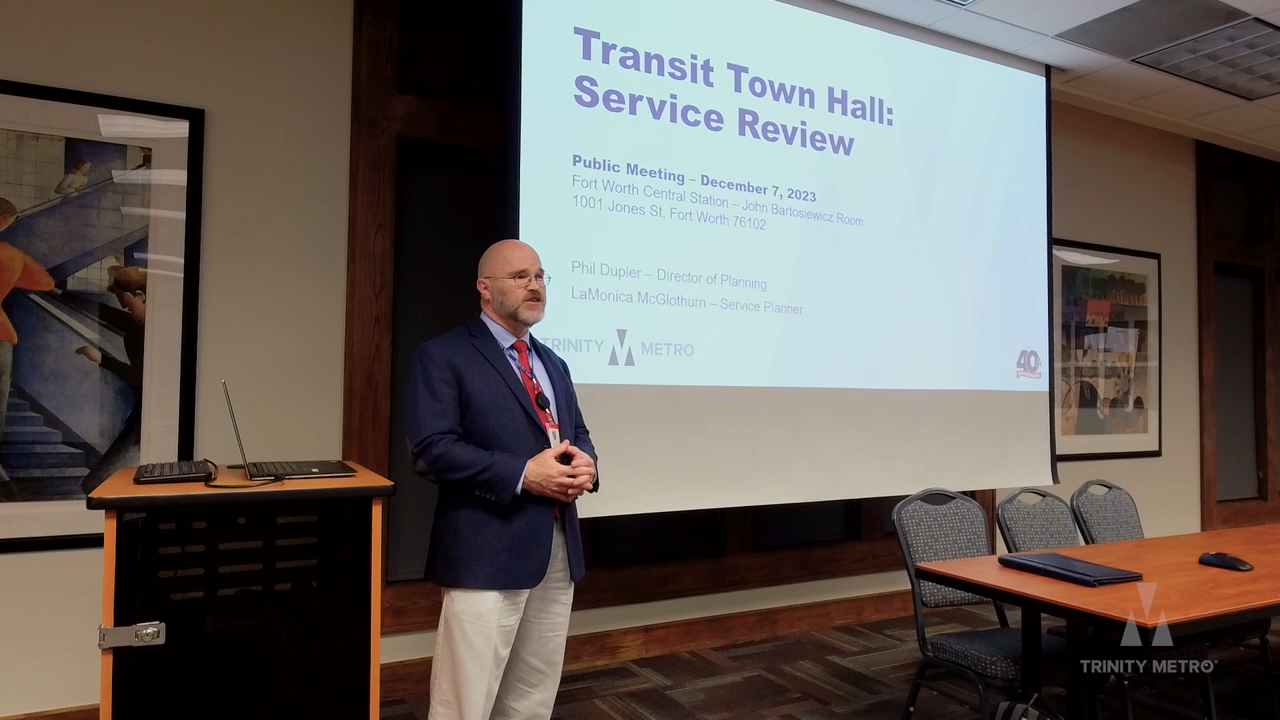 Transit Town Hall:
Service Review
Public Meeting – December 7, 2023
Fort Worth Central Station – John Bartosiewicz Room
1001 Jones St, Fort Worth 76102
Phil Dupler – Director of Planning
LaMonica McGlothurn – Service Planner
TRINITY METRO
40
TRINITY METRO